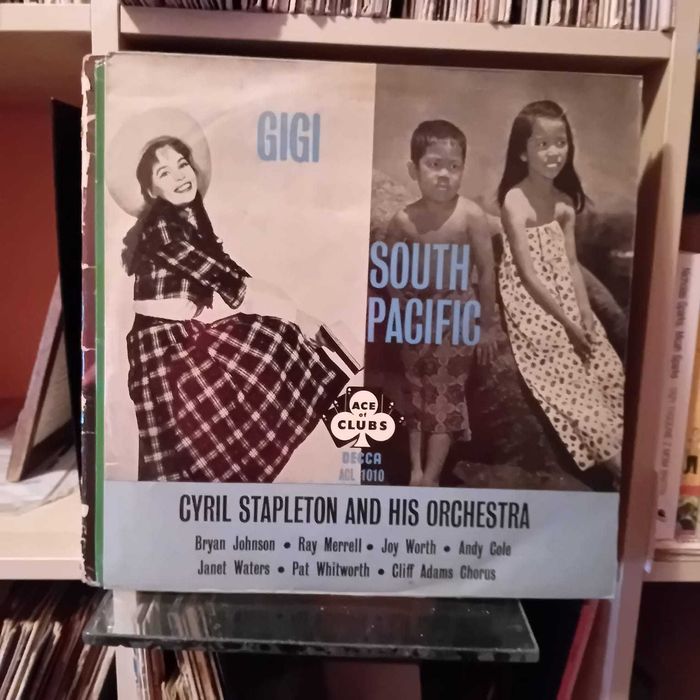 GIGI
SOUTH
PACIFIC
ACE
of
CLUBS
DECCA
ACL 1010
CYRIL STAPLETON AND HIS ORCHESTRA
Bryan Johnson • Ray Merrell • Joy Worth • Andy Cole
Janet Waters • Pat Whitworth • Cliff Adams Chorus